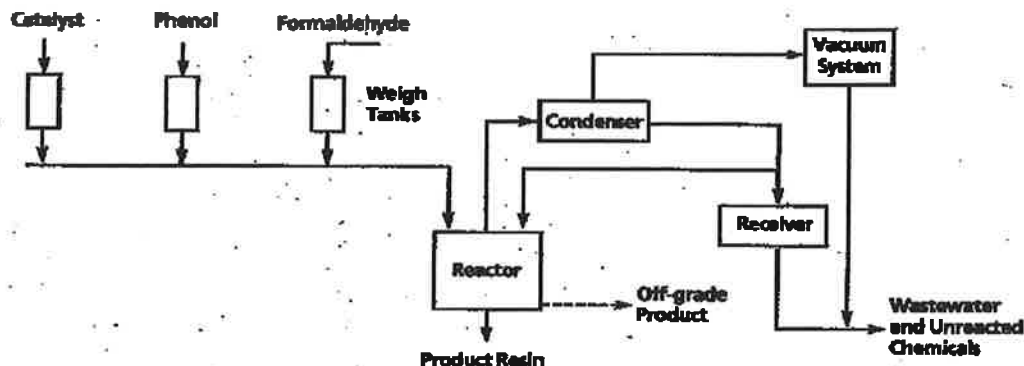 Catalyst
Phenol
Formaldehyde
Weigh
Tanks
Vacuum
System
Condenser
Receiver
Reactor
Off-grade
Product
Product Resin
Wastewater
and Unreacted
Chemicals